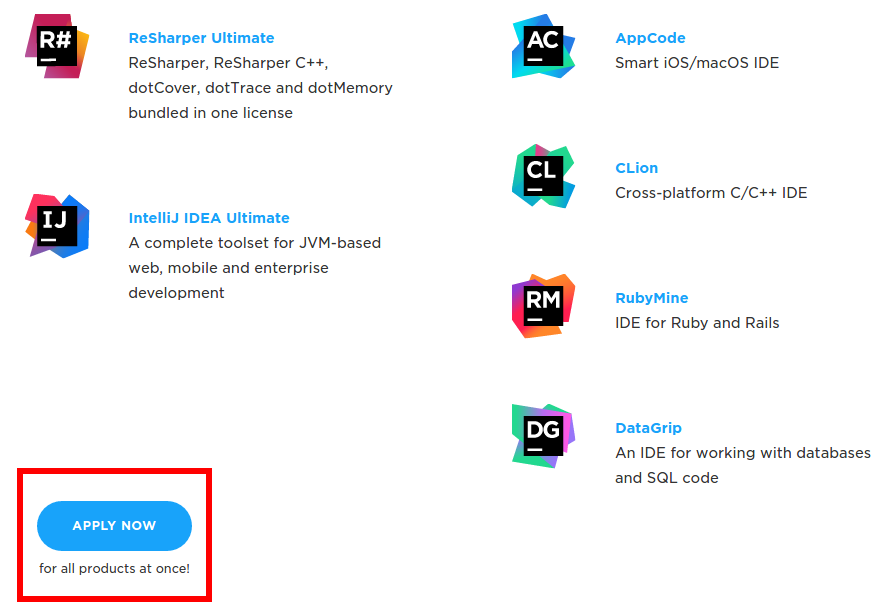 R#
ReSharper Ultimate
ReSharper, ReSharper C++,
dotCover, dotTrace and dotMemory
bundled in one license
IJ
IntelliJ IDEA Ultimate
A complete toolset for JVM-based
web, mobile and enterprise
development
APPLY NOW
for all products at once!
AC
AppCode
Smart iOS/macOS IDE
CL
CLion
Cross-platform C/C++ IDE
RM
RubyMine
IDE for Ruby and Rails
DG
DataGrip
An IDE for working with databases
and SQL code